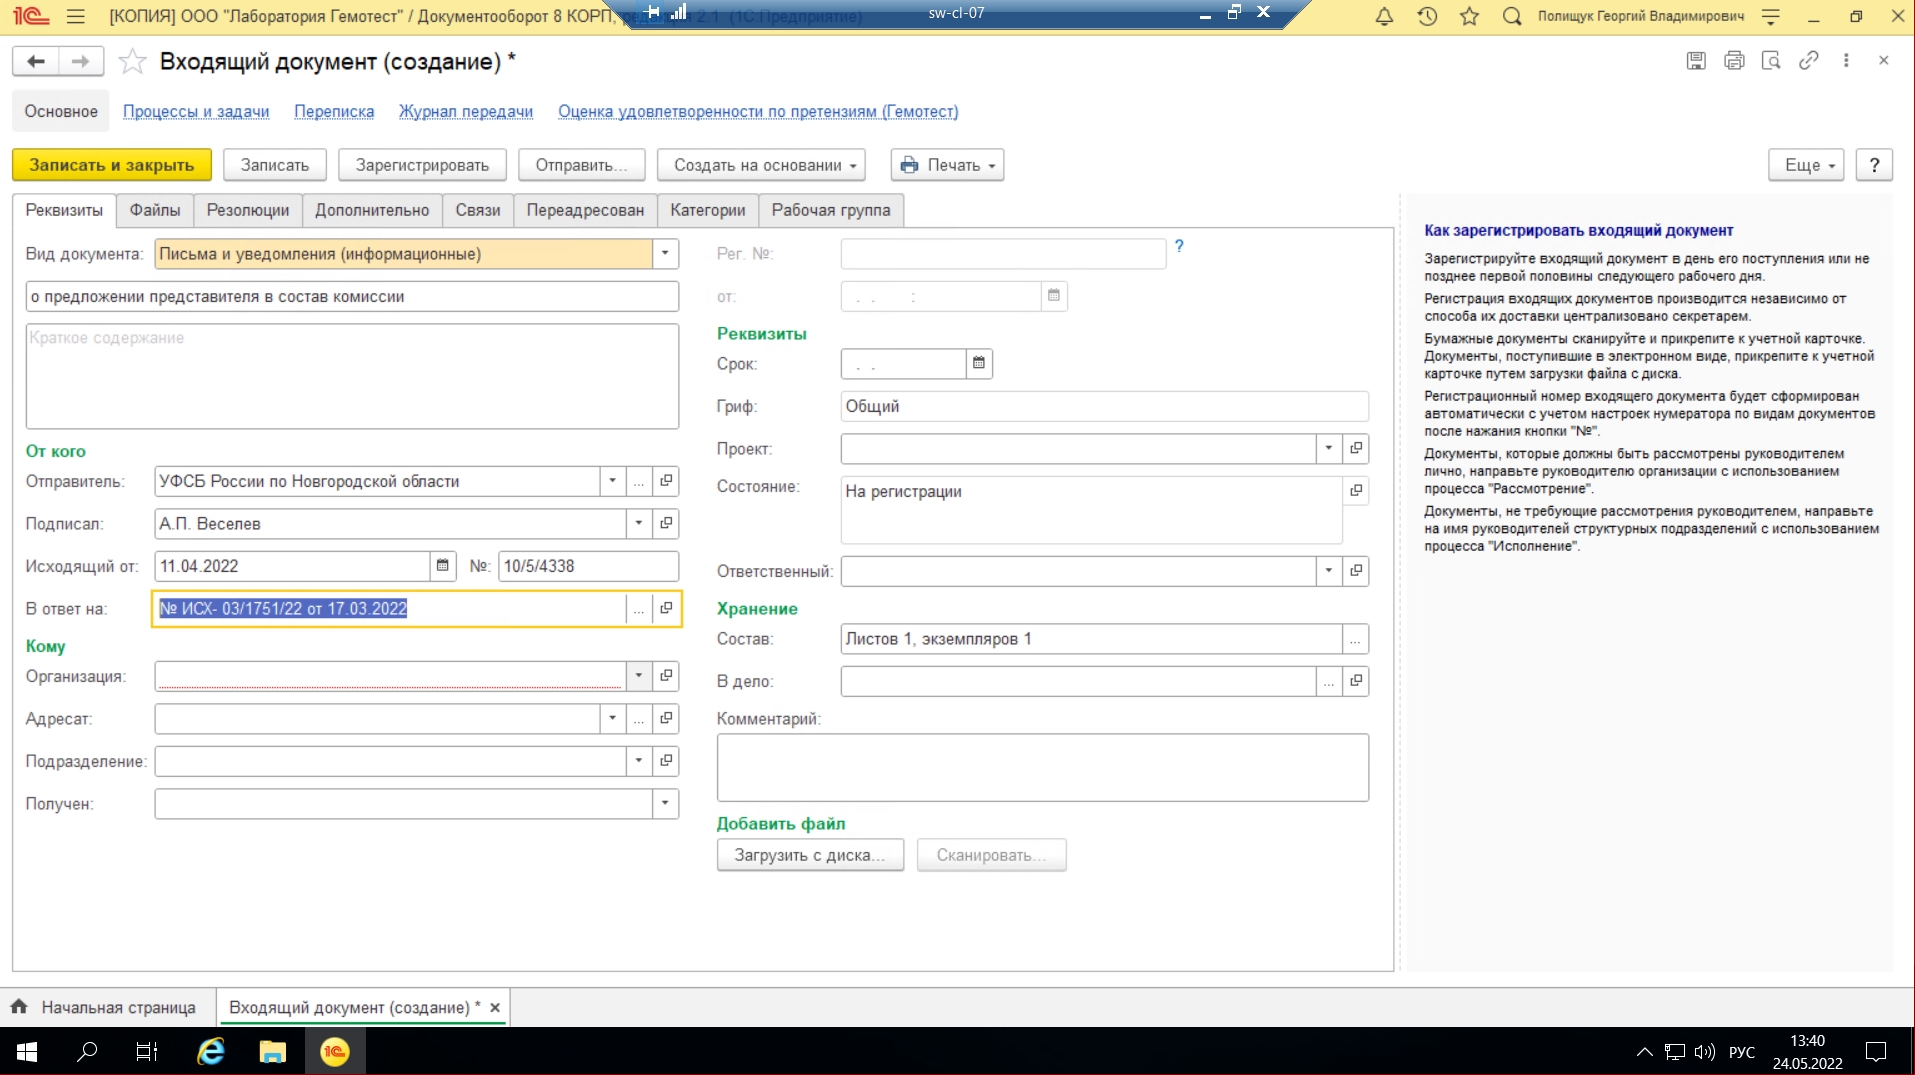 [КОПИЯ] ООО "Лаборатория Гемотест" / Документооборот 8 КОРП, редакция 2.1 (1С:Предприятие)
sw-cl-07
Полищук Георгий Владимирович
Входящий документ (создание) *
Основное Процессы и задачи Переписка Журнал передачи Оценка удовлетворенности по претензиям (Гемотест)
Записать и закрыть Записать Зарегистрировать Отправить... Создать на основании Печать Еще ?
Реквизиты Файлы Резолюции Дополнительно Связи Переадресован Категории Рабочая группа
Вид документа: Письма и уведомления (информационные)
о предложении представителя в состав комиссии
Краткое содержание
От кого
Отправитель: УФСБ России по Новгородской области
Подписал: А.П. Веселев
Исходящий от: 11.04.2022 №: 10/5/4338
В ответ на: № ИСХ- 03/1751/22 от 17.03.2022
Кому
Организация:
Адресат:
Подразделение:
Получен:
Рег. №: ?
от: . . :
Реквизиты
Срок: . .
Гриф: Общий
Проект:
Состояние: На регистрации
Ответственный:
Хранение
Состав: Листов 1, экземпляров 1
В дело:
Комментарий:
Добавить файл
Загрузить с диска... Сканировать...
Как зарегистрировать входящий документ
Зарегистрируйте входящий документ в день его поступления или не
позднее первой половины следующего рабочего дня.
Регистрация входящих документов производится независимо от
способа их доставки централизовано секретарем.
Бумажные документы сканируйте и прикрепите к учетной карточке.
Документы, поступившие в электронном виде, прикрепите к учетной
карточке путем загрузки файла с диска.
Регистрационный номер входящего документа будет сформирован
автоматически с учетом настроек нумератора по видам документов
после нажания кнопки "№".
Документы, которые должны быть рассмотрены руководителем
лично, направьте руководителю организации с использованием
процесса "Рассмотрение".
Документы, не требующие рассмотрения руководителем, направьте
на имя руководителей структурных подразделений с использованием
процесса "Исполнение".
Начальная страница Входящий документ (создание) *
РУС
13:40
24.05.2022